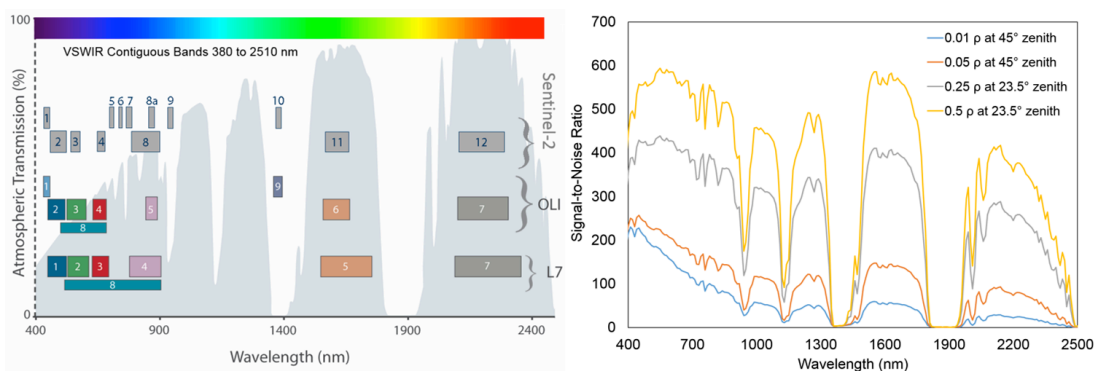 100
VSWIR Contiguous Bands 380 to 2510 nm
Atmospheric Transmission (%)
5 6 7 8a 9 10
1
2 3 4 8 11 12
Sentinel-2
1 9
2 3 4 5 6 7
8
OLI
1 2 3 4 5 7
8
L7
0
400 900 1400 1900 2400
Wavelength (nm)
700
600
500
400
300
200
100
0
Signal-to-Noise Ratio
0.01 ρ at 45° zenith
0.05 ρ at 45° zenith
0.25 ρ at 23.5° zenith
0.5 ρ at 23.5° zenith
400 700 1000 1300 1600 1900 2200 2500
Wavelength (nm)